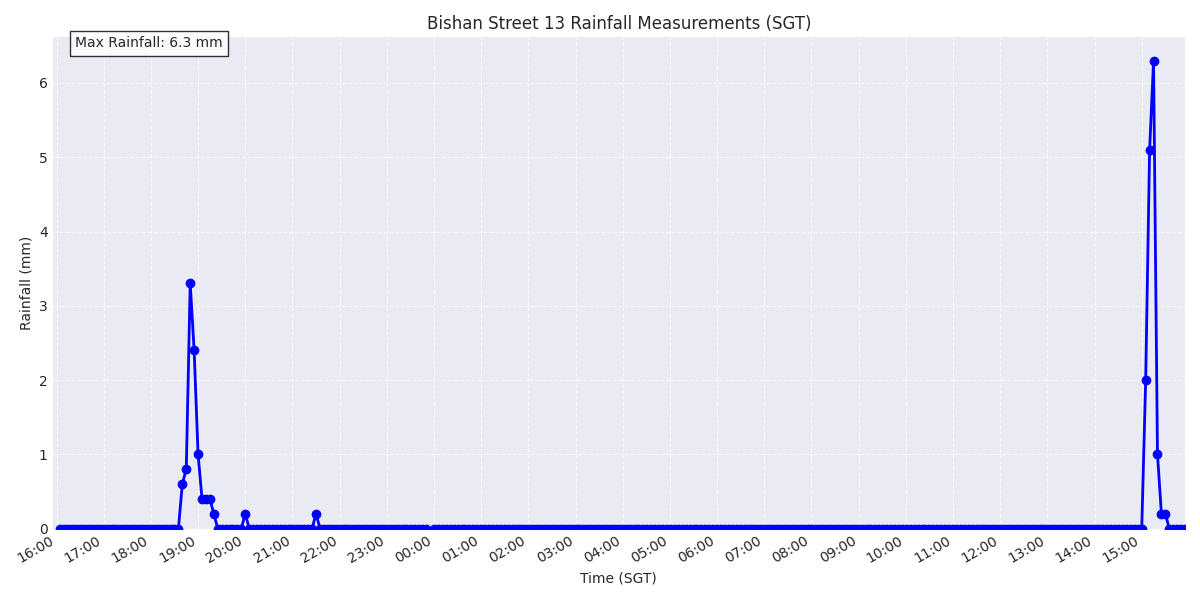 Bishan Street 13 Rainfall Measurements (SGT)
Max Rainfall: 6.3 mm
6
5
4
3
2
1
0
Rainfall (mm)
16:00 17:00 18:00 19:00 20:00 21:00 22:00 23:00 00:00 01:00 02:00 03:00 04:00 05:00 06:00 07:00 08:00 09:00 10:00 11:00 12:00 13:00 14:00 15:00
Time (SGT)